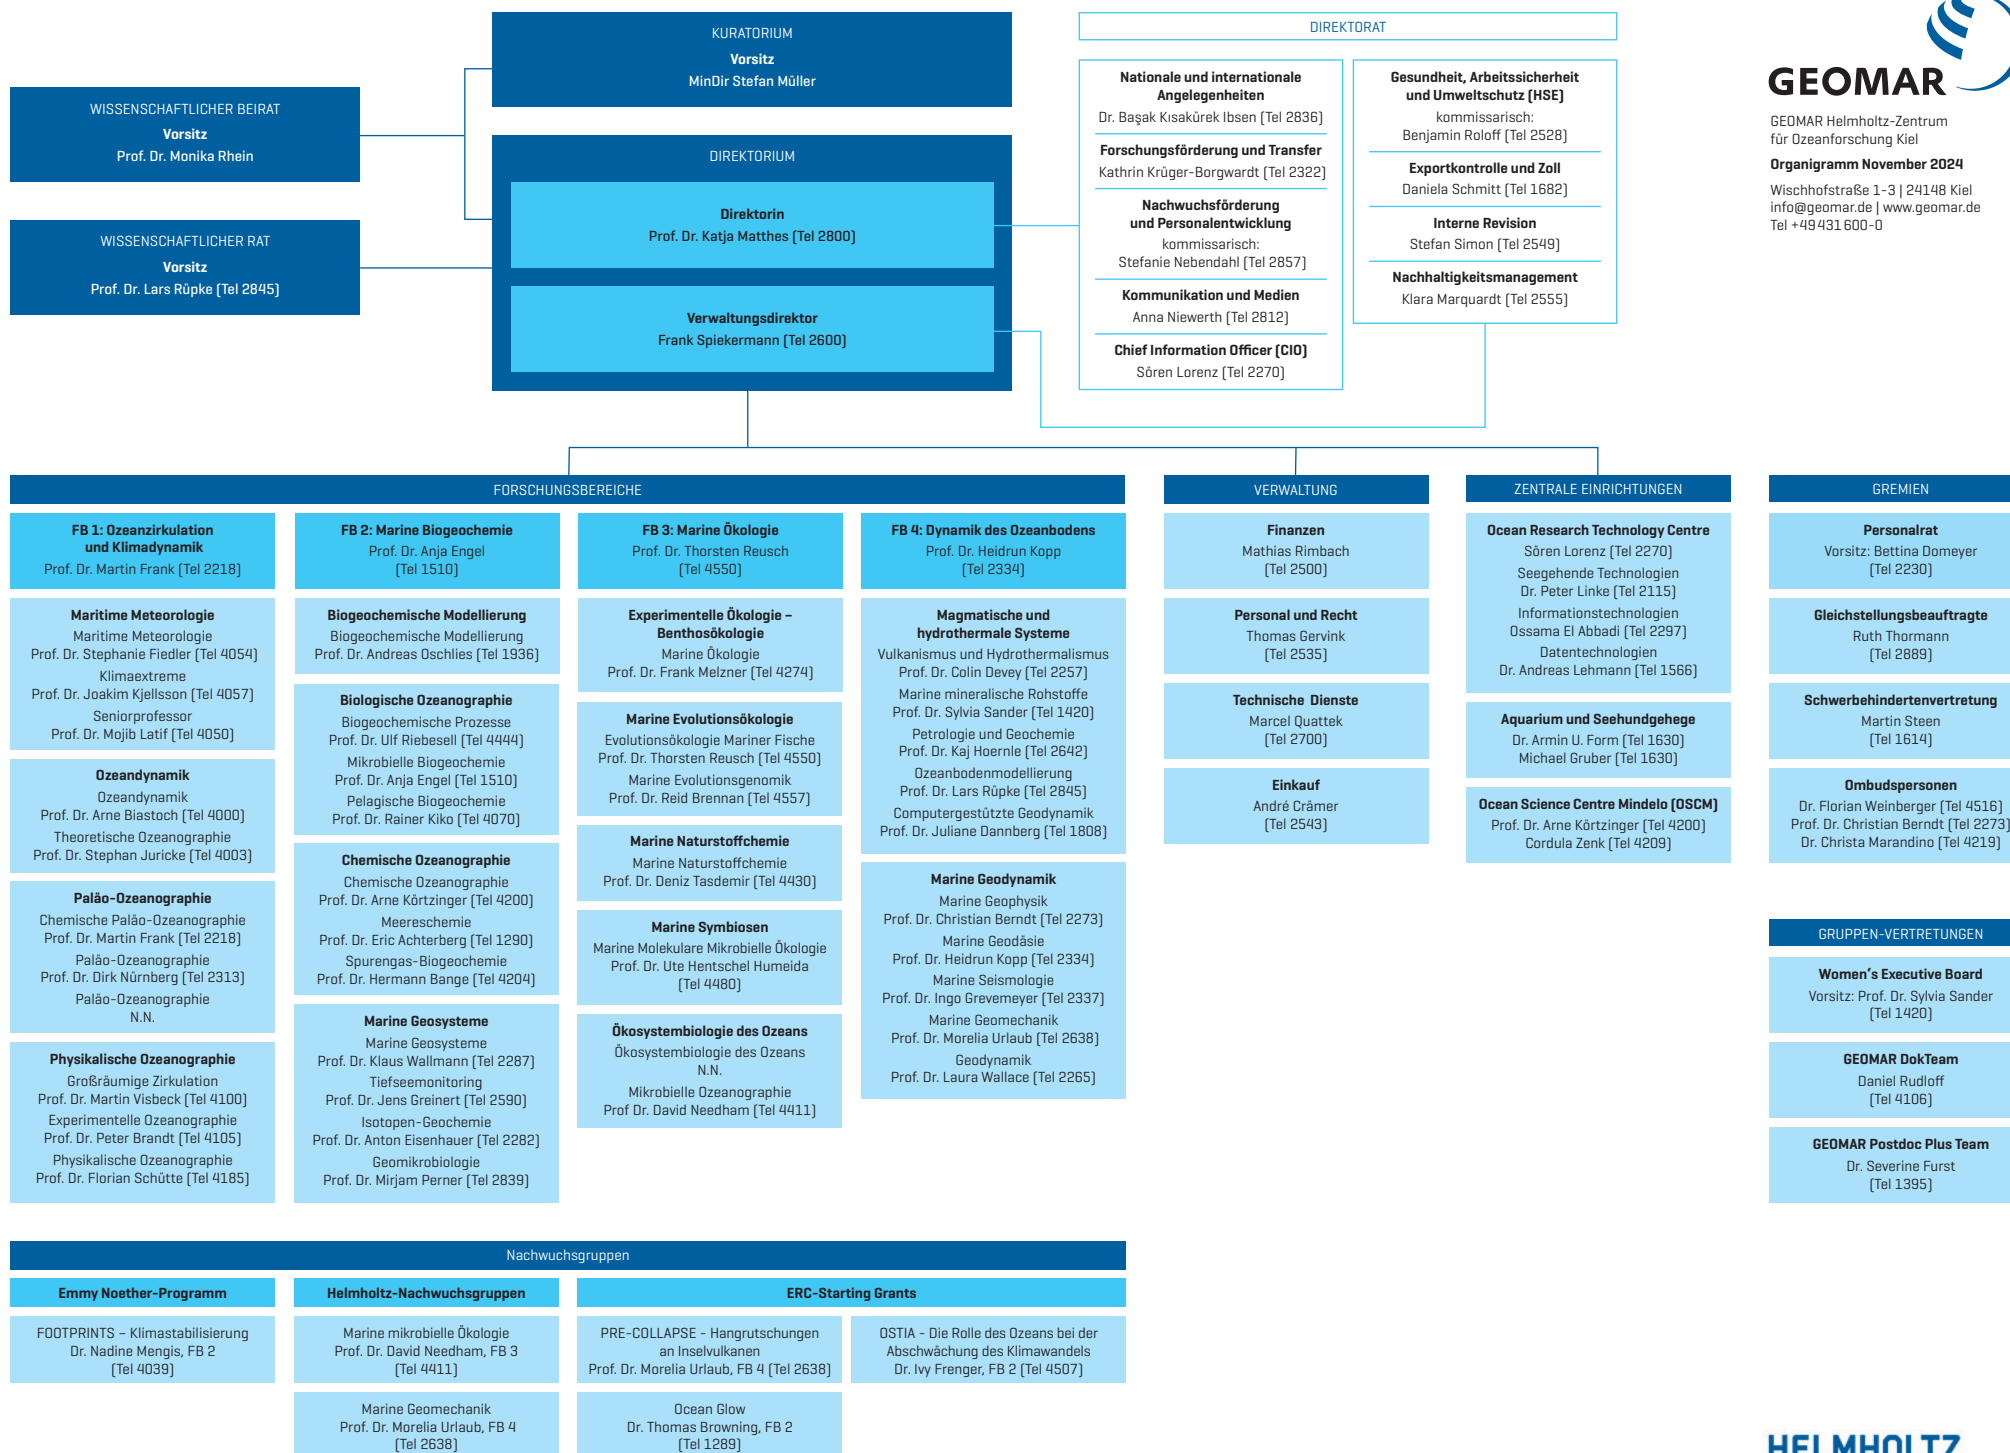 KURATORIUM
Vorsitz
MinDir Stefan Müller
WISSENSCHAFTLICHER BEIRAT
Vorsitz
Prof. Dr. Monika Rhein
WISSENSCHAFTLICHER RAT
Vorsitz
Prof. Dr. Lars Rüpke (Tel 2845)
DIREKTORIUM
Direktorin
Prof. Dr. Katja Matthes (Tel 2800)
Verwaltungsdirektor
Frank Spiekermann (Tel 2600)
DIREKTORAT
Nationale und internationale
Angelegenheiten
Dr. Başak Kısakürek Ibsen (Tel 2836)
Forschungsförderung und Transfer
Kathrin Krüger-Borgwardt (Tel 2322)
Nachwuchsförderung
und Personalentwicklung
kommissarisch:
Stefanie Nebendahl (Tel 2857)
Kommunikation und Medien
Anna Niewerth (Tel 2812)
Chief Information Officer (CIO)
Sören Lorenz (Tel 2270)
Gesundheit, Arbeitssicherheit
und Umweltschutz (HSE)
kommissarisch:
Benjamin Roloff (Tel 2528)
Exportkontrolle und Zoll
Daniela Schmitt (Tel 1682)
Interne Revision
Stefan Simon (Tel 2549)
Nachhaltigkeitsmanagement
Klara Marquardt (Tel 2555)
GEOMAR
GEOMAR Helmholtz-Zentrum
für Ozeanforschung Kiel
Organigramm November 2024
Wischhofstraße 1-3 | 24148 Kiel
info@geomar.de | www.geomar.de
Tel +49 431 600-0
FORSCHUNGSBEREICHE
FB 1: Ozeanzirkulation
und Klimadynamik
Prof. Dr. Martin Frank (Tel 2218)
Maritime Meteorologie
Maritime Meteorologie
Prof. Dr. Stephanie Fiedler (Tel 4054)
Klimaextreme
Prof. Dr. Joakim Kjellsson (Tel 4057)
Seniorprofessor
Prof. Dr. Mojib Latif (Tel 4050)
Ozeandynamik
Ozeandynamik
Prof. Dr. Arne Biastoch (Tel 4000)
Theoretische Ozeanographie
Prof. Dr. Stephan Juricke (Tel 4003)
Paläo-Ozeanographie
Chemische Paläo-Ozeanographie
Prof. Dr. Martin Frank (Tel 2218)
Paläo-Ozeanographie
Prof. Dr. Dirk Nürnberg (Tel 2313)
Paläo-Ozeanographie
N.N.
Physikalische Ozeanographie
Großräumige Zirkulation
Prof. Dr. Martin Visbeck (Tel 4100)
Experimentelle Ozeanographie
Prof. Dr. Peter Brandt (Tel 4105)
Physikalische Ozeanographie
Prof. Dr. Florian Schütte (Tel 4185)
FB 2: Marine Biogeochemie
Prof. Dr. Anja Engel
(Tel 1510)
Biogeochemische Modellierung
Biogeochemische Modellierung
Prof. Dr. Andreas Oschlies (Tel 1936)
Biologische Ozeanographie
Biogeochemische Prozesse
Prof. Dr. Ulf Riebesell (Tel 4444)
Mikrobielle Biogeochemie
Prof. Dr. Anja Engel (Tel 1510)
Pelagische Biogeochemie
Prof. Dr. Rainer Kiko (Tel 4070)
Chemische Ozeanographie
Chemische Ozeanographie
Prof. Dr. Arne Körtzinger (Tel 4200)
Meereschemie
Prof. Dr. Eric Achterberg (Tel 1290)
Spurengas-Biogeochemie
Prof. Dr. Hermann Bange (Tel 4204)
Marine Geosysteme
Marine Geosysteme
Prof. Dr. Klaus Wallmann (Tel 2287)
Tiefseemonitoring
Prof. Dr. Jens Greinert (Tel 2590)
Isotopen-Geochemie
Prof. Dr. Anton Eisenhauer (Tel 2282)
Geomikrobiologie
Prof. Dr. Mirjam Perner (Tel 2839)
FB 3: Marine Ökologie
Prof. Dr. Thorsten Reusch
(Tel 4550)
Experimentelle Ökologie –
Benthosökologie
Marine Ökologie
Prof. Dr. Frank Melzner (Tel 4274)
Marine Evolutionsökologie
Evolutionsökologie Mariner Fische
Prof. Dr. Thorsten Reusch (Tel 4550)
Marine Evolutionsgenomik
Prof. Dr. Reid Brennan (Tel 4557)
Marine Naturstoffchemie
Marine Naturstoffchemie
Prof. Dr. Deniz Tasdemir (Tel 4430)
Marine Symbiosen
Marine Molekulare Mikrobielle Ökologie
Prof. Dr. Ute Hentschel Humeida
(Tel 4480)
Ökosystembiologie des Ozeans
Ökosystembiologie des Ozeans
N.N.
Mikrobielle Ozeanographie
Prof Dr. David Needham (Tel 4411)
FB 4: Dynamik des Ozeanbodens
Prof. Dr. Heidrun Kopp
(Tel 2334)
Magmatische und
hydrothermale Systeme
Vulkanismus und Hydrothermalismus
Prof. Dr. Colin Devey (Tel 2257)
Marine mineralische Rohstoffe
Prof. Dr. Sylvia Sander (Tel 1420)
Petrologie und Geochemie
Prof. Dr. Kaj Hoernle (Tel 2642)
Ozeanbodenmodellierung
Prof. Dr. Lars Rüpke (Tel 2845)
Computergestützte Geodynamik
Prof. Dr. Juliane Dannberg (Tel 1808)
Marine Geodynamik
Marine Geophysik
Prof. Dr. Christian Berndt (Tel 2273)
Marine Geodäsie
Prof. Dr. Heidrun Kopp (Tel 2334)
Marine Seismologie
Prof. Dr. Ingo Grevemeyer (Tel 2337)
Marine Geomechanik
Prof. Dr. Morelia Urlaub (Tel 2638)
Geodynamik
Prof. Dr. Laura Wallace (Tel 2265)
VERWALTUNG
Finanzen
Mathias Rimbach
(Tel 2500)
Personal und Recht
Thomas Gervink
(Tel 2535)
Technische Dienste
Marcel Quattek
(Tel 2700)
Einkauf
André Crämer
(Tel 2543)
ZENTRALE EINRICHTUNGEN
Ocean Research Technology Centre
Sören Lorenz (Tel 2270)
Seegehende Technologien
Dr. Peter Linke (Tel 2115)
Informationstechnologien
Ossama El Abbadi (Tel 2297)
Datentechnologien
Dr. Andreas Lehmann (Tel 1566)
Aquarium und Seehundgehege
Dr. Armin U. Form (Tel 1630)
Michael Gruber (Tel 1630)
Ocean Science Centre Mindelo (OSCM)
Prof. Dr. Arne Körtzinger (Tel 4200)
Cordula Zenk (Tel 4209)
GREMIEN
Personalrat
Vorsitz: Bettina Domeyer
(Tel 2230)
Gleichstellungsbeauftragte
Ruth Thormann
(Tel 2889)
Schwerbehindertenvertretung
Martin Steen
(Tel 1614)
Ombudspersonen
Dr. Florian Weinberger (Tel 4516)
Prof. Dr. Christian Berndt (Tel 2273)
Dr. Christa Marandino (Tel 4219)
GRUPPEN-VERTRETUNGEN
Women's Executive Board
Vorsitz: Prof. Dr. Sylvia Sander
(Tel 1420)
GEOMAR DokTeam
Daniel Rudloff
(Tel 4106)
GEOMAR Postdoc Plus Team
Dr. Severine Furst
(Tel 1395)
Nachwuchsgruppen
Emmy Noether-Programm
FOOTPRINTS – Klimastabilisierung
Dr. Nadine Mengis, FB 2
(Tel 4039)
Helmholtz-Nachwuchsgruppen
Marine mikrobielle Ökologie
Prof. Dr. David Needham, FB 3
(Tel 4411)
Marine Geomechanik
Prof. Dr. Morelia Urlaub, FB 4
(Tel 2638)
ERC-Starting Grants
PRE-COLLAPSE - Hangrutschungen
an Inselvulkanen
Prof. Dr. Morelia Urlaub, FB 4 (Tel 2638)
OSTIA - Die Rolle des Ozeans bei der
Abschwächung des Klimawandels
Dr. Ivy Frenger, FB 2 (Tel 4507)
Ocean Glow
Dr. Thomas Browning, FB 2
(Tel 1289)
HELMHOLTZ